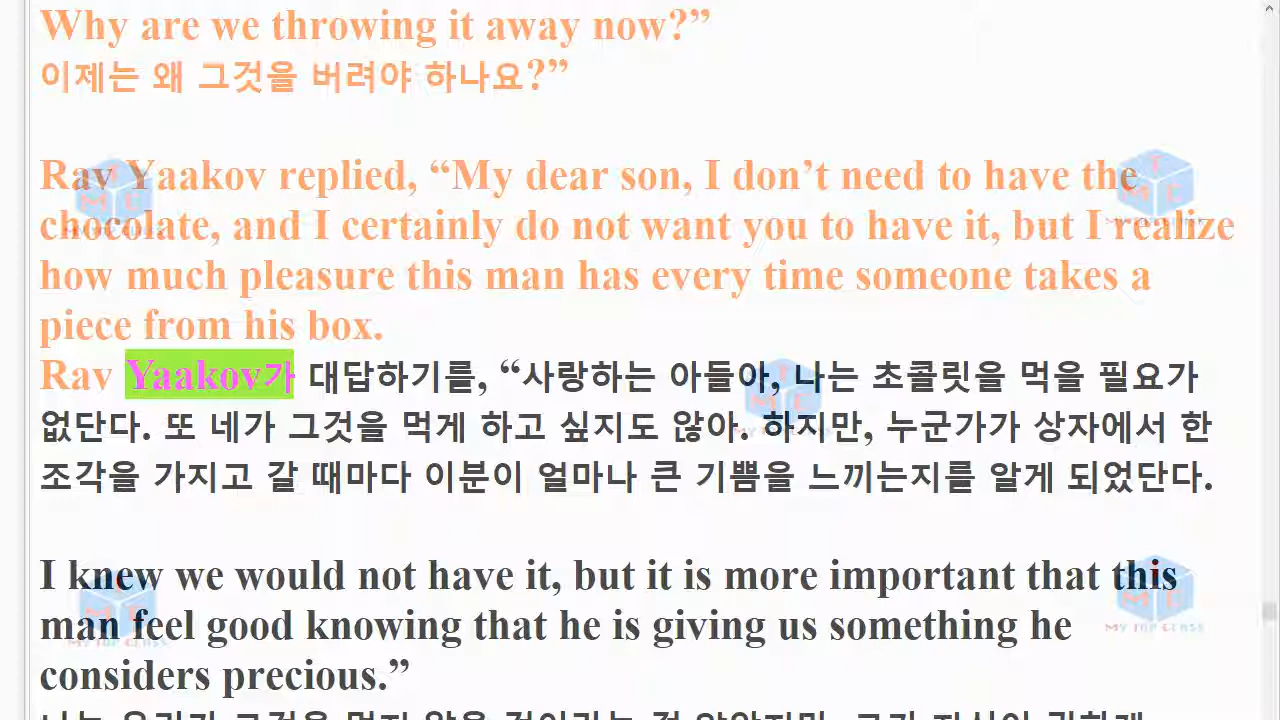 Why are we throwing it away now?”
이제는 왜 그것을 버려야 하나요?”
Rav Yaakov replied, “My dear son, I don’t need to have the
chocolate, and I certainly do not want you to have it, but I realize
how much pleasure this man has every time someone takes a
piece from his box.
Rav Yaakov가 대답하기를, “사랑하는 아들아, 나는 초콜릿을 먹을 필요가
없단다. 또 네가 그것을 먹게 하고 싶지도 않아. 하지만, 누군가가 상자에서 한
조각을 가지고 갈 때마다 이분이 얼마나 큰 기쁨을 느끼는지를 알게 되었단다.
I knew we would not have it, but it is more important that this
man feel good knowing that he is giving us something he
considers precious.”
MY TOP CLASS